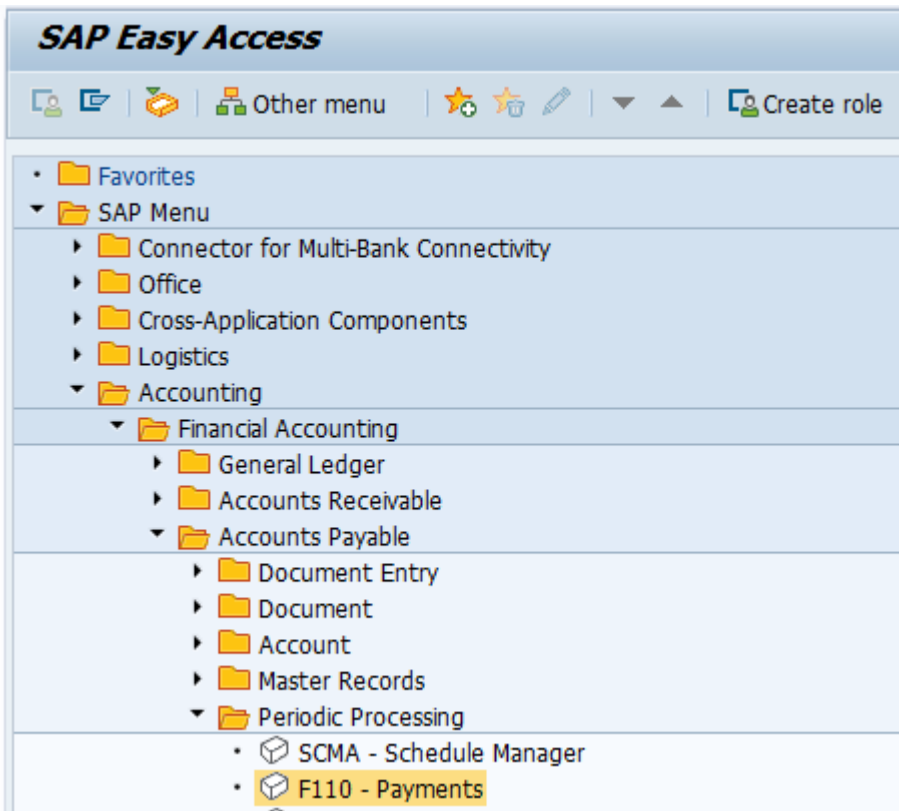 SAP Easy Access
Other menu Create role
Favorites
SAP Menu
Connector for Multi-Bank Connectivity
Office
Cross-Application Components
Logistics
Accounting
Financial Accounting
General Ledger
Accounts Receivable
Accounts Payable
Document Entry
Document
Account
Master Records
Periodic Processing
SCMA - Schedule Manager
F110 - Payments